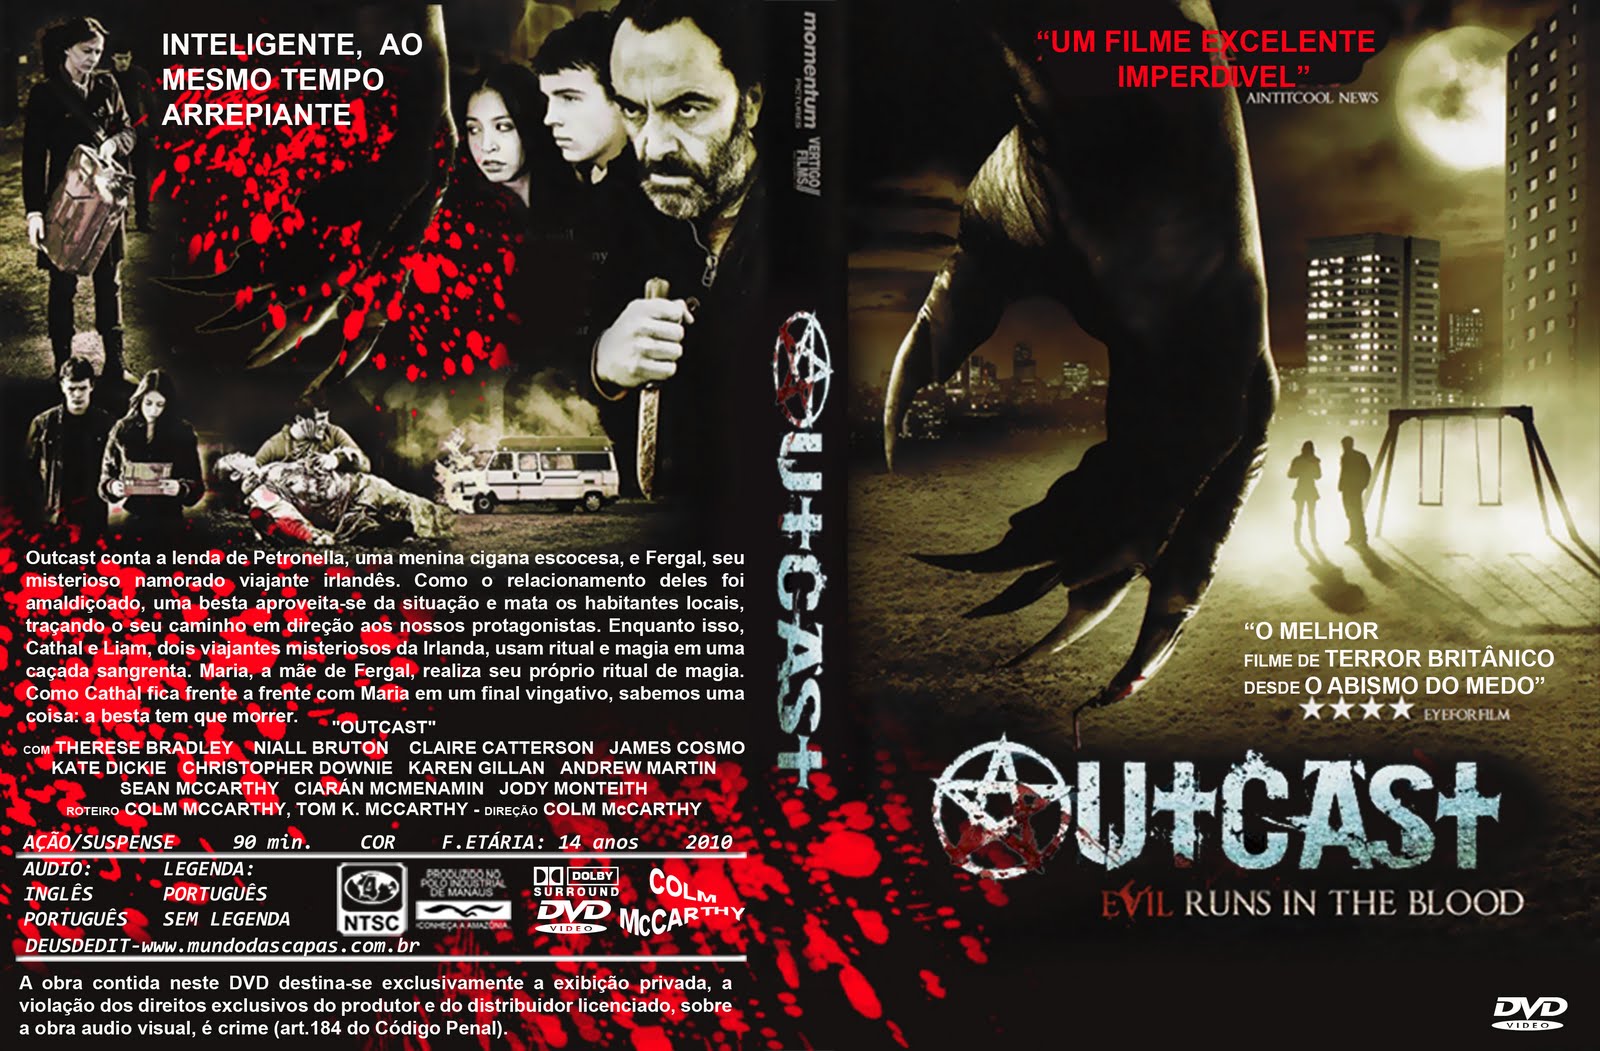 INTELIGENTE, AO
MESMO TEMPO
ARREPIANTE
Outcast conta a lenda de Petronella, uma menina cigana escocesa, e Fergal, seu
misterioso namorado viajante irlandês. Como o relacionamento deles foi
amaldiçoado, uma besta aproveita-se da situação e mata os habitantes locais,
traçando o seu caminho em direção aos nossos protagonistas. Enquanto isso,
Cathal e Liam, dois viajantes misteriosos da Irlanda, usam ritual e magia em uma
caçada sangrenta. Maria, a mãe de Fergal, realiza seu próprio ritual de magia.
Como Cathal fica frente a frente com Maria em um final vingativo, sabemos uma
coisa: a besta tem que morrer.
"OUTCAST"
COM THERESE BRADLEY NIALL BRUTON CLAIRE CATTERSON JAMES COSMO
KATE DICKIE CHRISTOPHER DOWNIE KAREN GILLAN ANDREW MARTIN
SEAN MCCARTHY CIARÁN MCMENAMIN JODY MONTEITH
ROTEIRO COLM MCCARTHY, TOM K. MCCARTHY - DIREÇÃO COLM McCARTHY
AÇÃO/SUSPENSE 90 min. COR F.ETÁRIA: 14 anos 2010
AUDIO: LEGENDA:
INGLÊS PORTUGUÊS
PORTUGUÊS SEM LEGENDA
DEUSDEDIT-www.mundodascapas.com.br
4
NTSC
PRODUZIDO NO
POLO INDUSTRIAL
DE MANAUS
CONHEÇA A AMAZÔNIA.
DOLBY
SURROUND
DVD
VIDEO
COLM
McCARTHY
A obra contida neste DVD destina-se exclusivamente a exibição privada, a
violação dos direitos exclusivos do produtor e do distribuidor licenciado, sobre
a obra audio visual, é crime (art.184 do Código Penal).
momentum
PICTURES
VERTIGO
FILMS
OUTCAST
“UM FILME EXCELENTE
IMPERDIVEL”
AINTITCOOL NEWS
“O MELHOR
FILME DE TERROR BRITÂNICO
DESDE O ABISMO DO MEDO”
★★★★ EYEFORFILM
OUTCAST
EVIL RUNS IN THE BLOOD
DVD
VIDEO